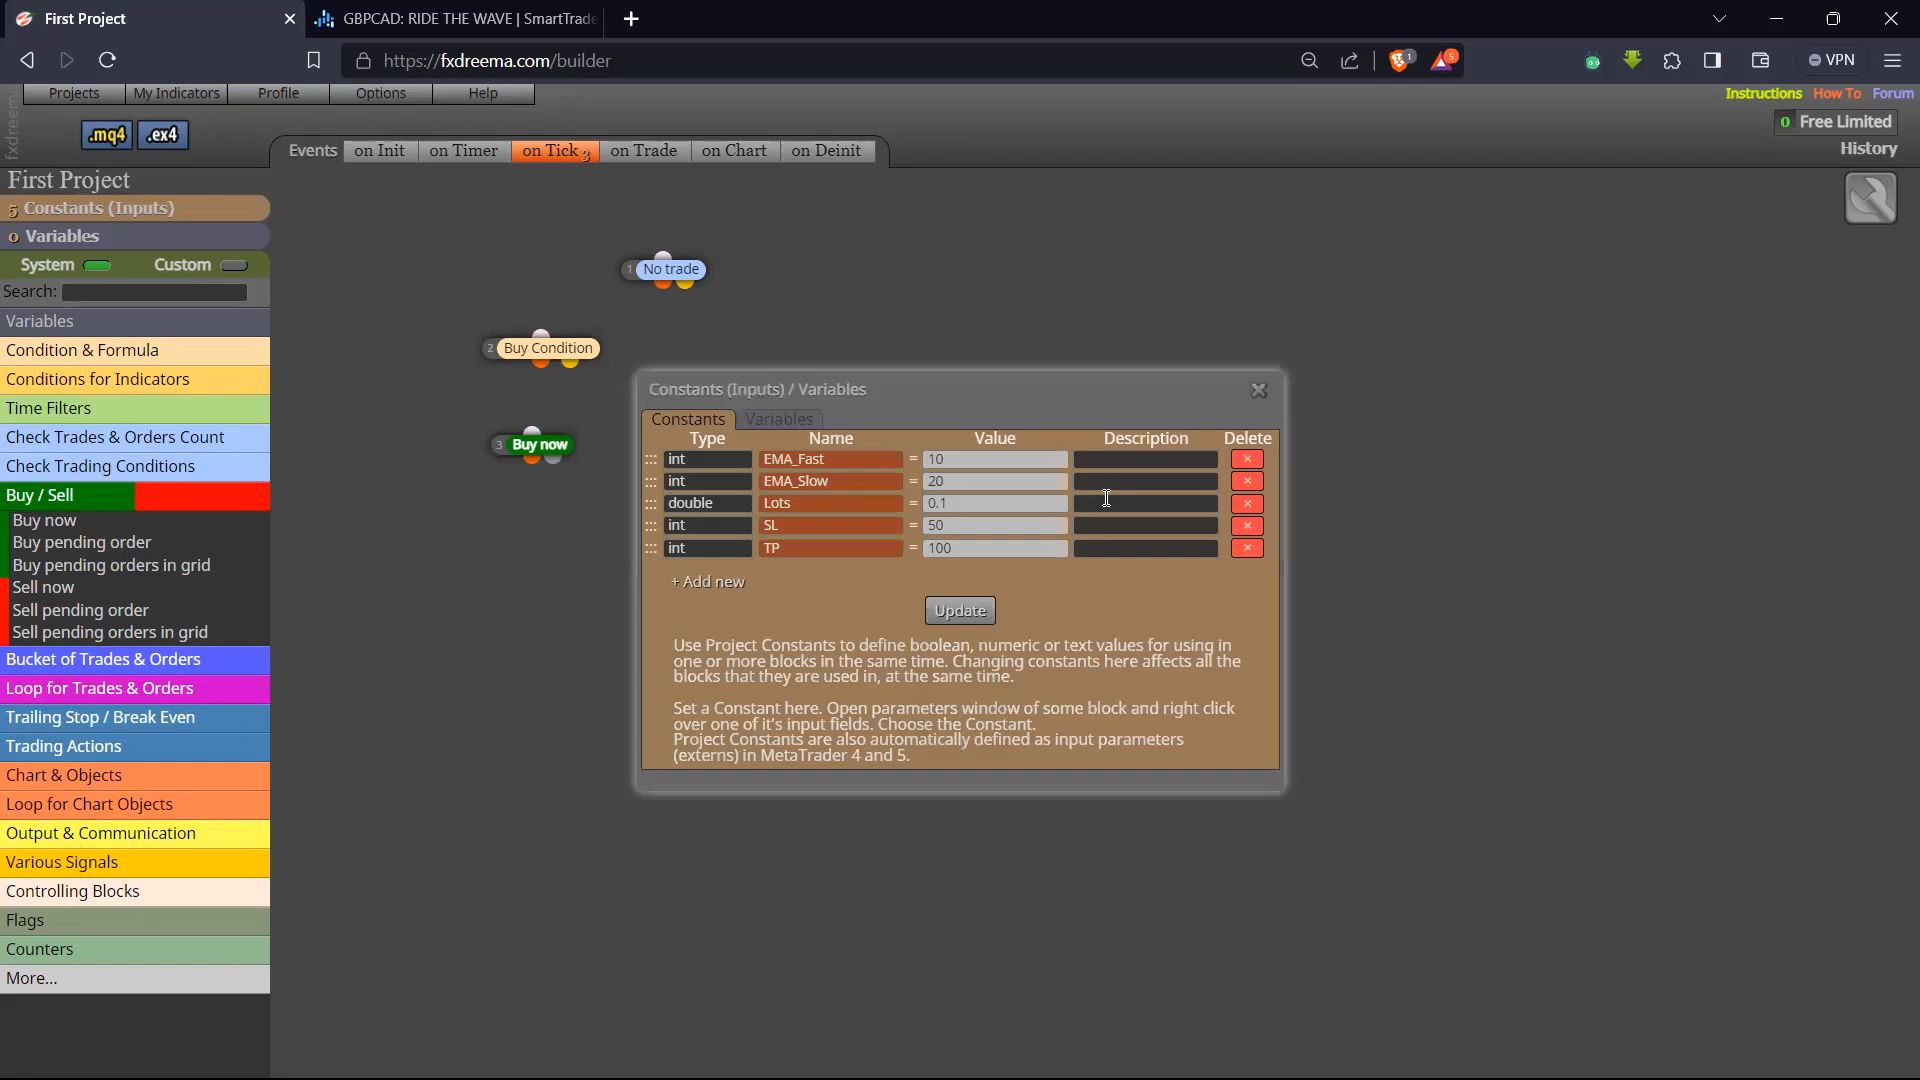 First Project
GBPCAD: RIDE THE WAVE | SmartTrade
https://fxdreema.com/builder
1
5
VPN
fxdreema
Projects
My Indicators
Profile
Options
Help
Instructions
How To
Forum
.mq4
.ex4
Events
on Init
on Timer
on Tick 3
on Trade
on Chart
on Deinit
0 Free Limited
History
First Project
5 Constants (Inputs)
0 Variables
System
Custom
Search:
Variables
Condition & Formula
Conditions for Indicators
Time Filters
Check Trades & Orders Count
Check Trading Conditions
Buy / Sell
Buy now
Buy pending order
Buy pending orders in grid
Sell now
Sell pending order
Sell pending orders in grid
Bucket of Trades & Orders
Loop for Trades & Orders
Trailing Stop / Break Even
Trading Actions
Chart & Objects
Loop for Chart Objects
Output & Communication
Various Signals
Controlling Blocks
Flags
Counters
More...
1 No trade
2 Buy Condition
3 Buy now
Constants (Inputs) / Variables
Constants
Variables
Type Name Value Description Delete
int EMA_Fast = 10
int EMA_Slow = 20
double Lots = 0.1
int SL = 50
int TP = 100
+ Add new
Update
Use Project Constants to define boolean, numeric or text values for using in
one or more blocks in the same time. Changing constants here affects all the
blocks that they are used in, at the same time.
Set a Constant here. Open parameters window of some block and right click
over one of it's input fields. Choose the Constant.
Project Constants are also automatically defined as input parameters
(externs) in MetaTrader 4 and 5.